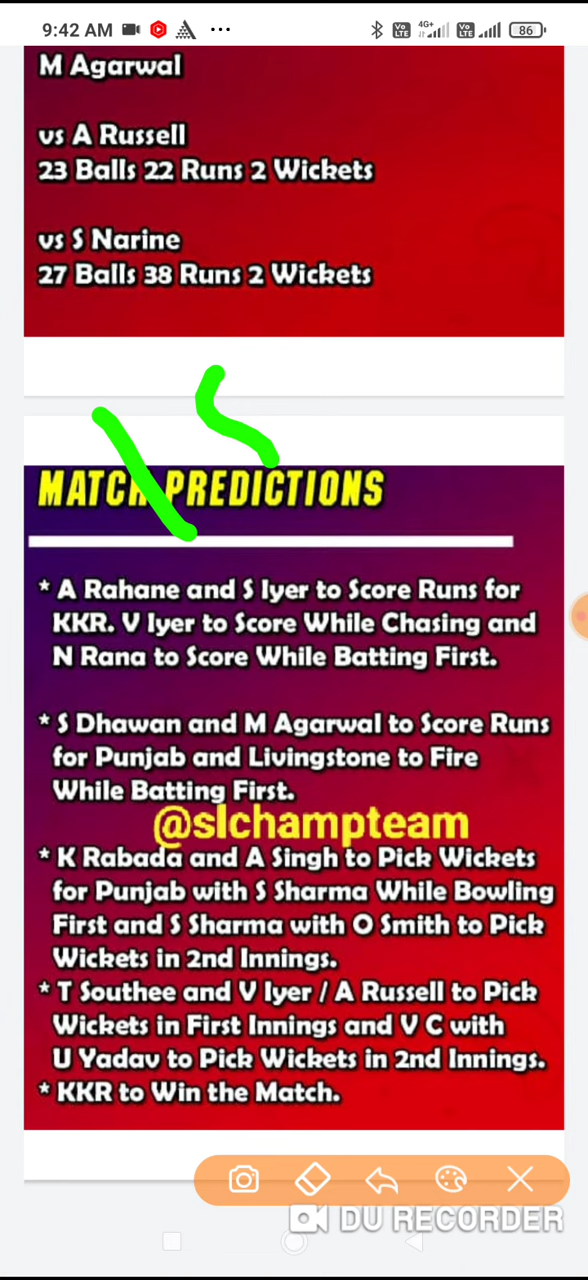 9:42 AM
4G+
Vo LTE
Vo LTE
86
M Agarwal
vs A Russell
23 Balls 22 Runs 2 Wickets
vs S Narine
27 Balls 38 Runs 2 Wickets
MATCH PREDICTIONS
* A Rahane and S Iyer to Score Runs for
KKR. V Iyer to Score While Chasing and
N Rana to Score While Batting First.
* S Dhawan and M Agarwal to Score Runs
for Punjab and Livingstone to Fire
While Batting First.
@slchampteam
* K Rabada and A Singh to Pick Wickets
for Punjab with S Sharma While Bowling
First and S Sharma with O Smith to Pick
Wickets in 2nd Innings.
* T Southee and V Iyer / A Russell to Pick
Wickets in First Innings and V C with
U Yadav to Pick Wickets in 2nd Innings.
* KKR to Win the Match.
DU RECORDER